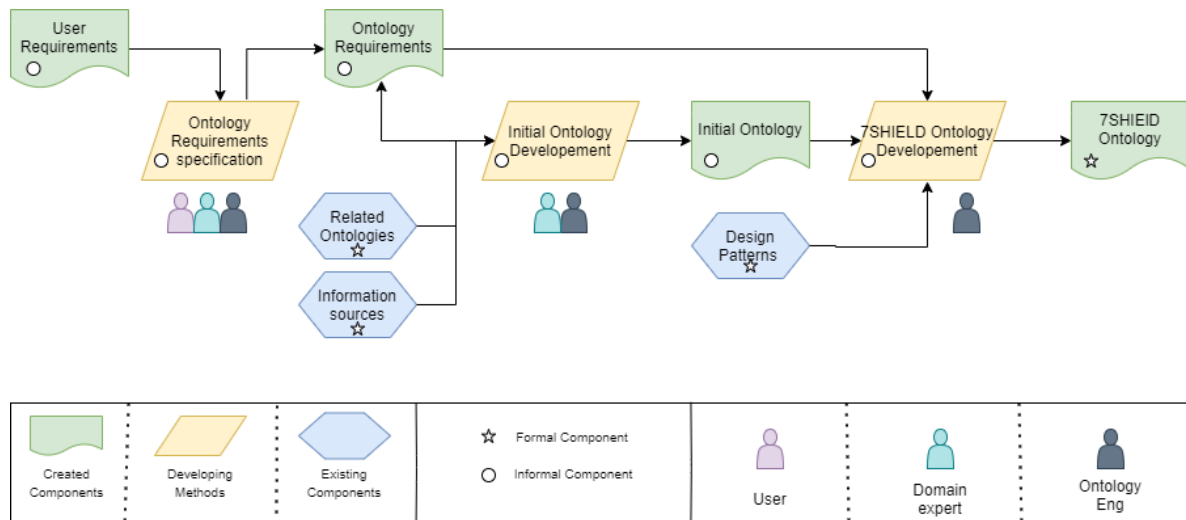 User
Requirements
Ontology
Requirements
Ontology
Requirements
specification
Initial Ontology
Developement
Initial Ontology
7SHIELD Ontology
Developement
7SHIEID
Ontology
Related
Ontologies
Design
Patterns
Information
sources
Created
Components
Developing
Methods
Existing
Components
Formal Component
Informal Component
User
Domain
expert
Ontology
Eng